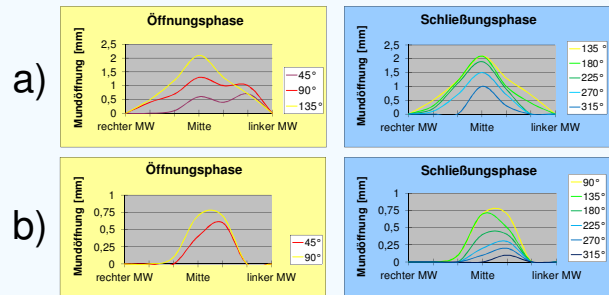 a)
Öffnungsphase
Mundöffnung [mm]
2,5
2
1,5
1
0,5
0
rechter MW Mitte linker MW
45°
90°
135°
Schließungsphase
Mundöffnung [mm]
2,5
2
1,5
1
0,5
0
rechter MW Mitte linker MW
135 °
180°
225°
270°
315°
b)
Öffnungsphase
Mundöffnung [mm]
1
0,75
0,5
0,25
0
rechter MW Mitte linker MW
45°
90°
Schließungsphase
Mundöffnung [mm]
1
0,75
0,5
0,25
0
rechter MW Mitte linker MW
90°
135°
180°
225°
270°
315°